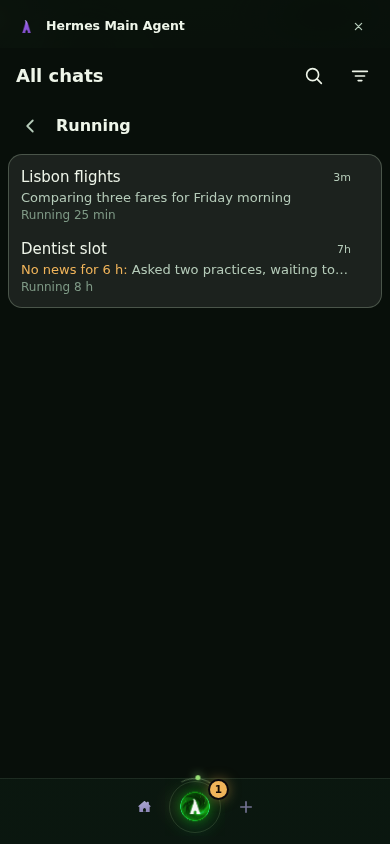 Hermes Main Agent
All chats
Running
Lisbon flights 3m
Comparing three fares for Friday morning
Running 25 min
Dentist slot 7h
No news for 6 h: Asked two practices, waiting to…
Running 8 h
1